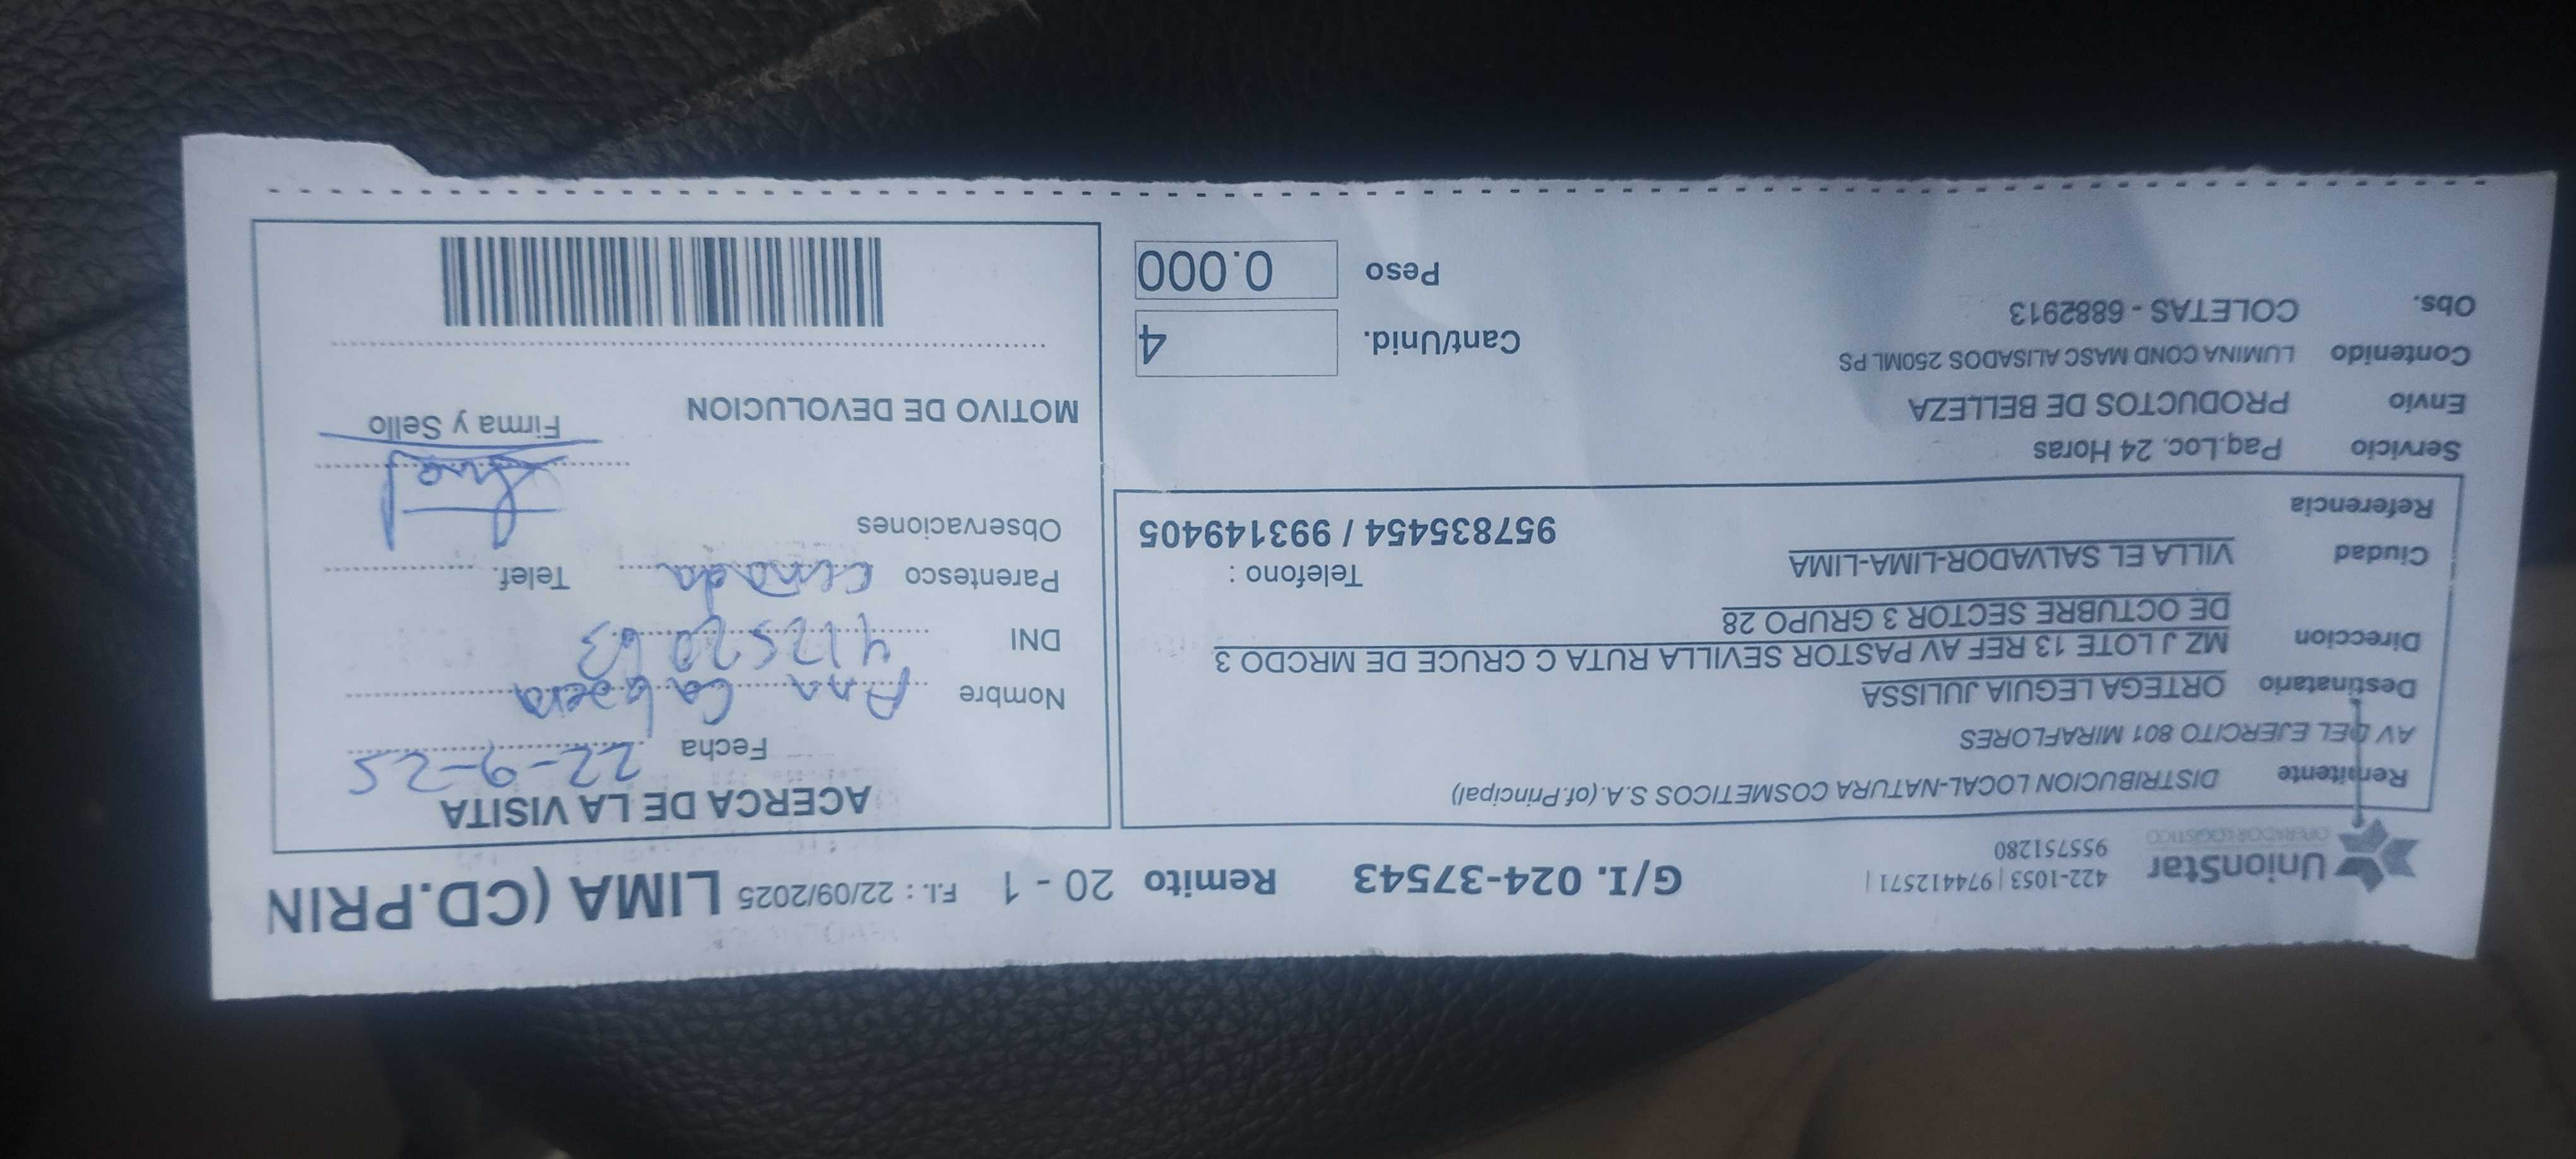 UnionStar
OPERADOR LOGISTICO
422-1053 | 974412571 |
955751280
G/I. 024-37543
Remito 20 - 1
F.I. : 22/09/2025
LIMA (CD.PRIN
Remitente DISTRIBUCION LOCAL-NATURA COSMETICOS S.A.(of.Principal)
AV DEL EJERCITO 801 MIRAFLORES
Destinatario ORTEGA LEGUIA JULISSA
Direccion MZ J LOTE 13 REF AV PASTOR SEVILLA RUTA C CRUCE DE MRCDO 3
DE OCTUBRE SECTOR 3 GRUPO 28
Ciudad VILLA EL SALVADOR-LIMA-LIMA
Telefono :
Referencia
957835454 / 993149405
Servicio Paq.Loc. 24 Horas
Envio PRODUCTOS DE BELLEZA
Contenido LUMINA COND MASC ALISADOS 250ML PS
Obs. COLETAS - 6882913
Cant/Unid. 4
Peso 0.000
ACERCA DE LA VISITA
Fecha 22-9-25
Nombre Ana
DNI 41252063
Parentesco Telef.
Observaciones
Firma y Sello
MOTIVO DE DEVOLUCION